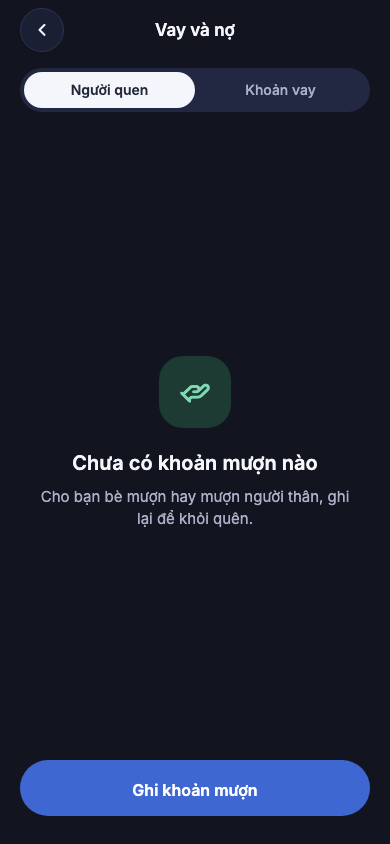 Vay và nợ
Người quen
Khoản vay
Chưa có khoản mượn nào
Cho bạn bè mượn hay mượn người thân, ghi
lại để khỏi quên.
Ghi khoản mượn